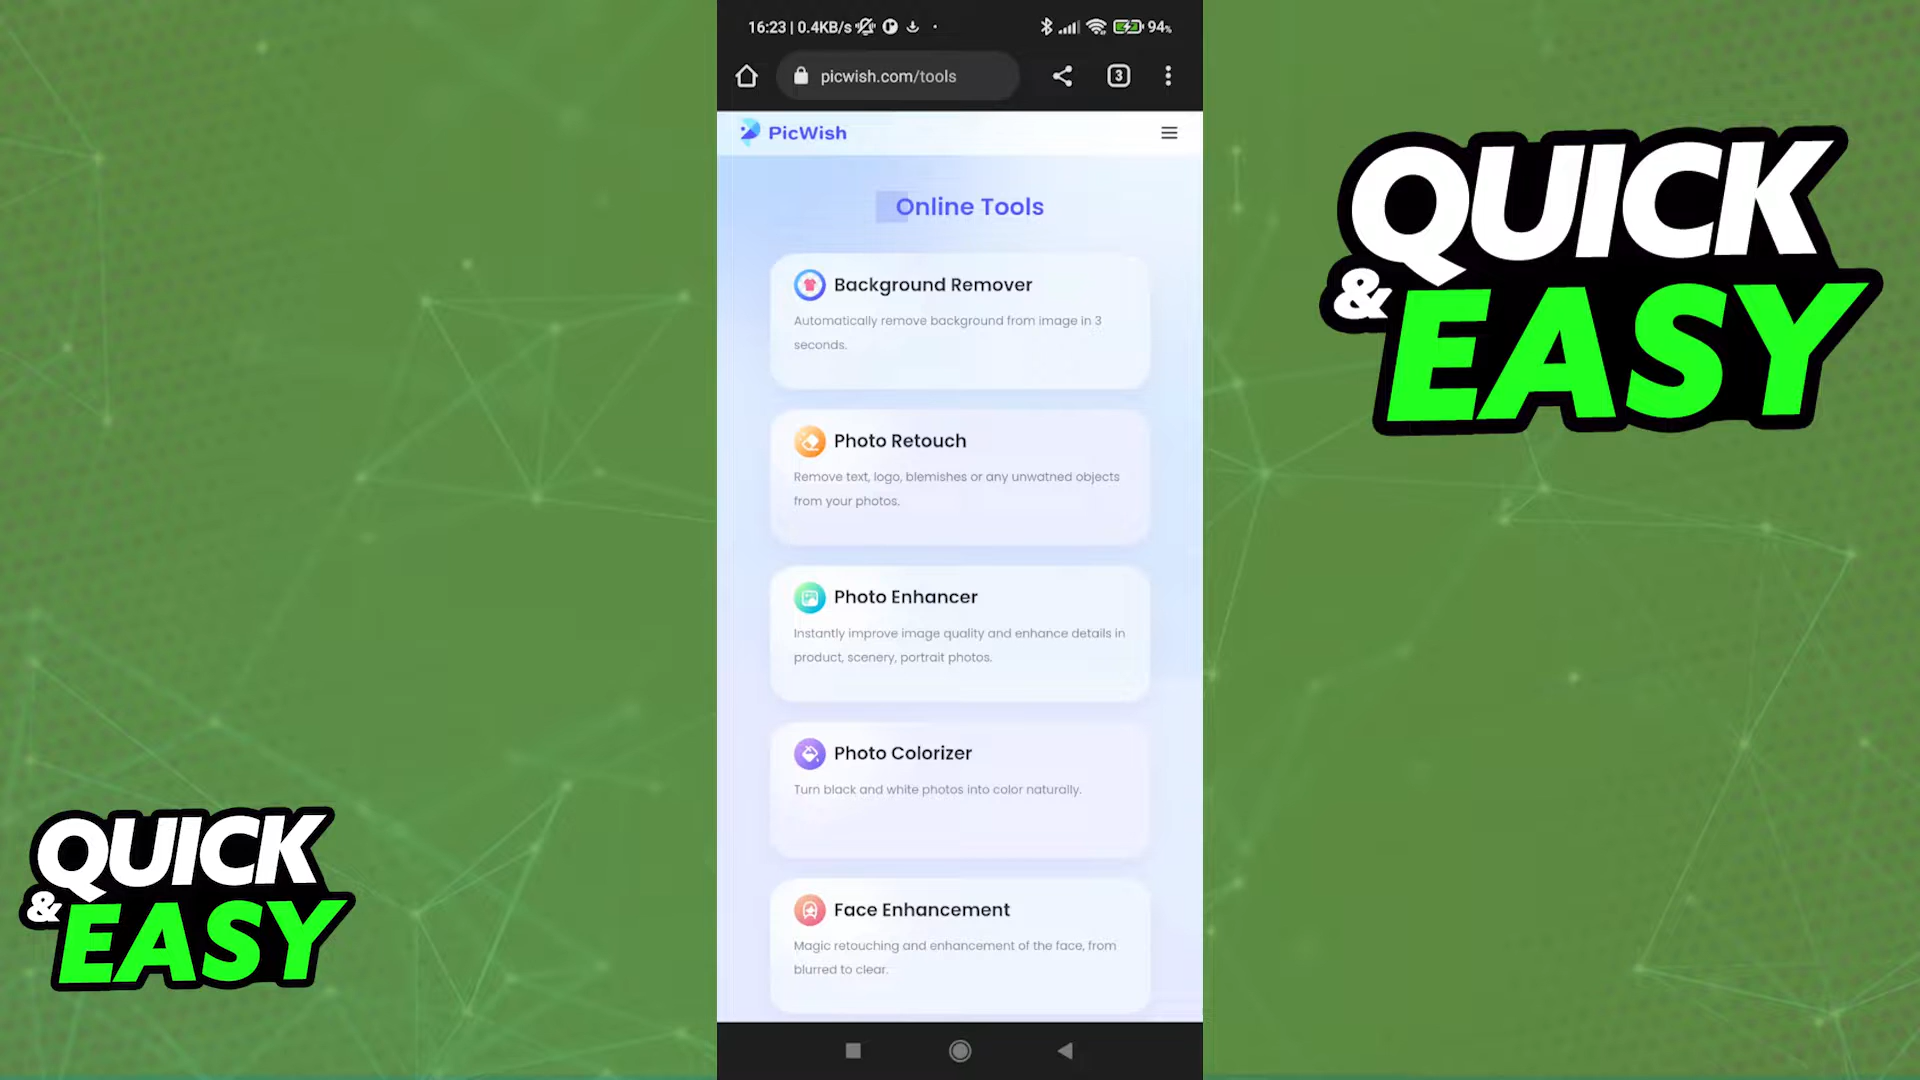 16:23 | 0.4KB/s
94%
picwish.com/tools
3
PicWish
Online Tools
Background Remover
Automatically remove background from image in 3
seconds.
Photo Retouch
Remove text, logo, blemishes or any unwatned objects
from your photos.
Photo Enhancer
Instantly improve image quality and enhance details in
product, scenery, portrait photos.
Photo Colorizer
Turn black and white photos into color naturally.
Face Enhancement
Magic retouching and enhancement of the face, from
blurred to clear.
QUICK
& EASY
QUICK
& EASY